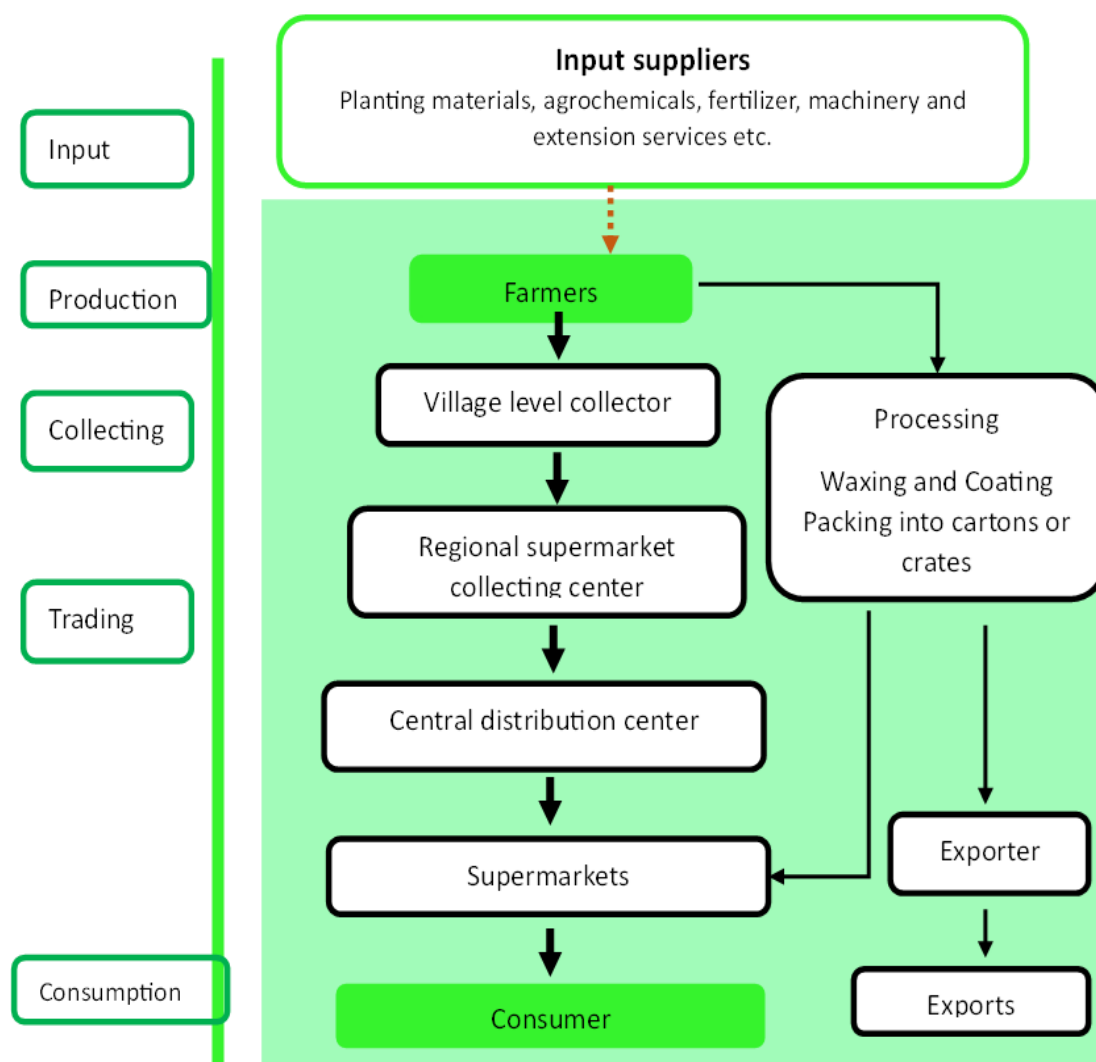 Input suppliers
Planting materials, agrochemicals, fertilizer, machinery and
extension services etc.
Input
Production
Farmers
Collecting
Village level collector
Processing
Waxing and Coating
Packing into cartons or
crates
Regional supermarket
collecting center
Trading
Central distribution center
Supermarkets
Exporter
Consumption
Consumer
Exports